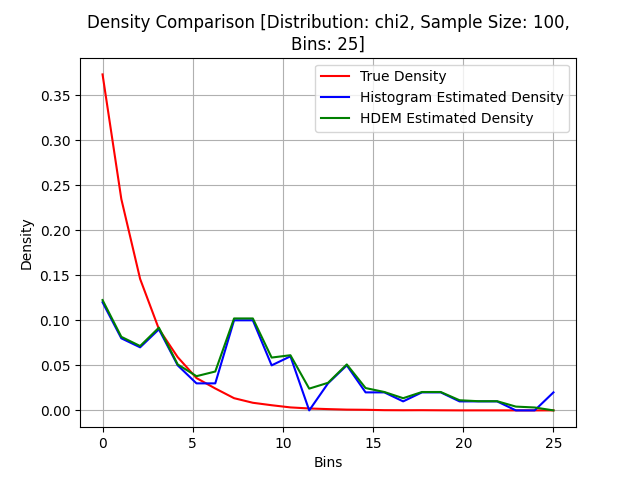 Density Comparison [Distribution: chi2, Sample Size: 100,
Bins: 25]
True Density
Histogram Estimated Density
HDEM Estimated Density
Density
0.35
0.30
0.25
0.20
0.15
0.10
0.05
0.00
0 5 10 15 20 25
Bins